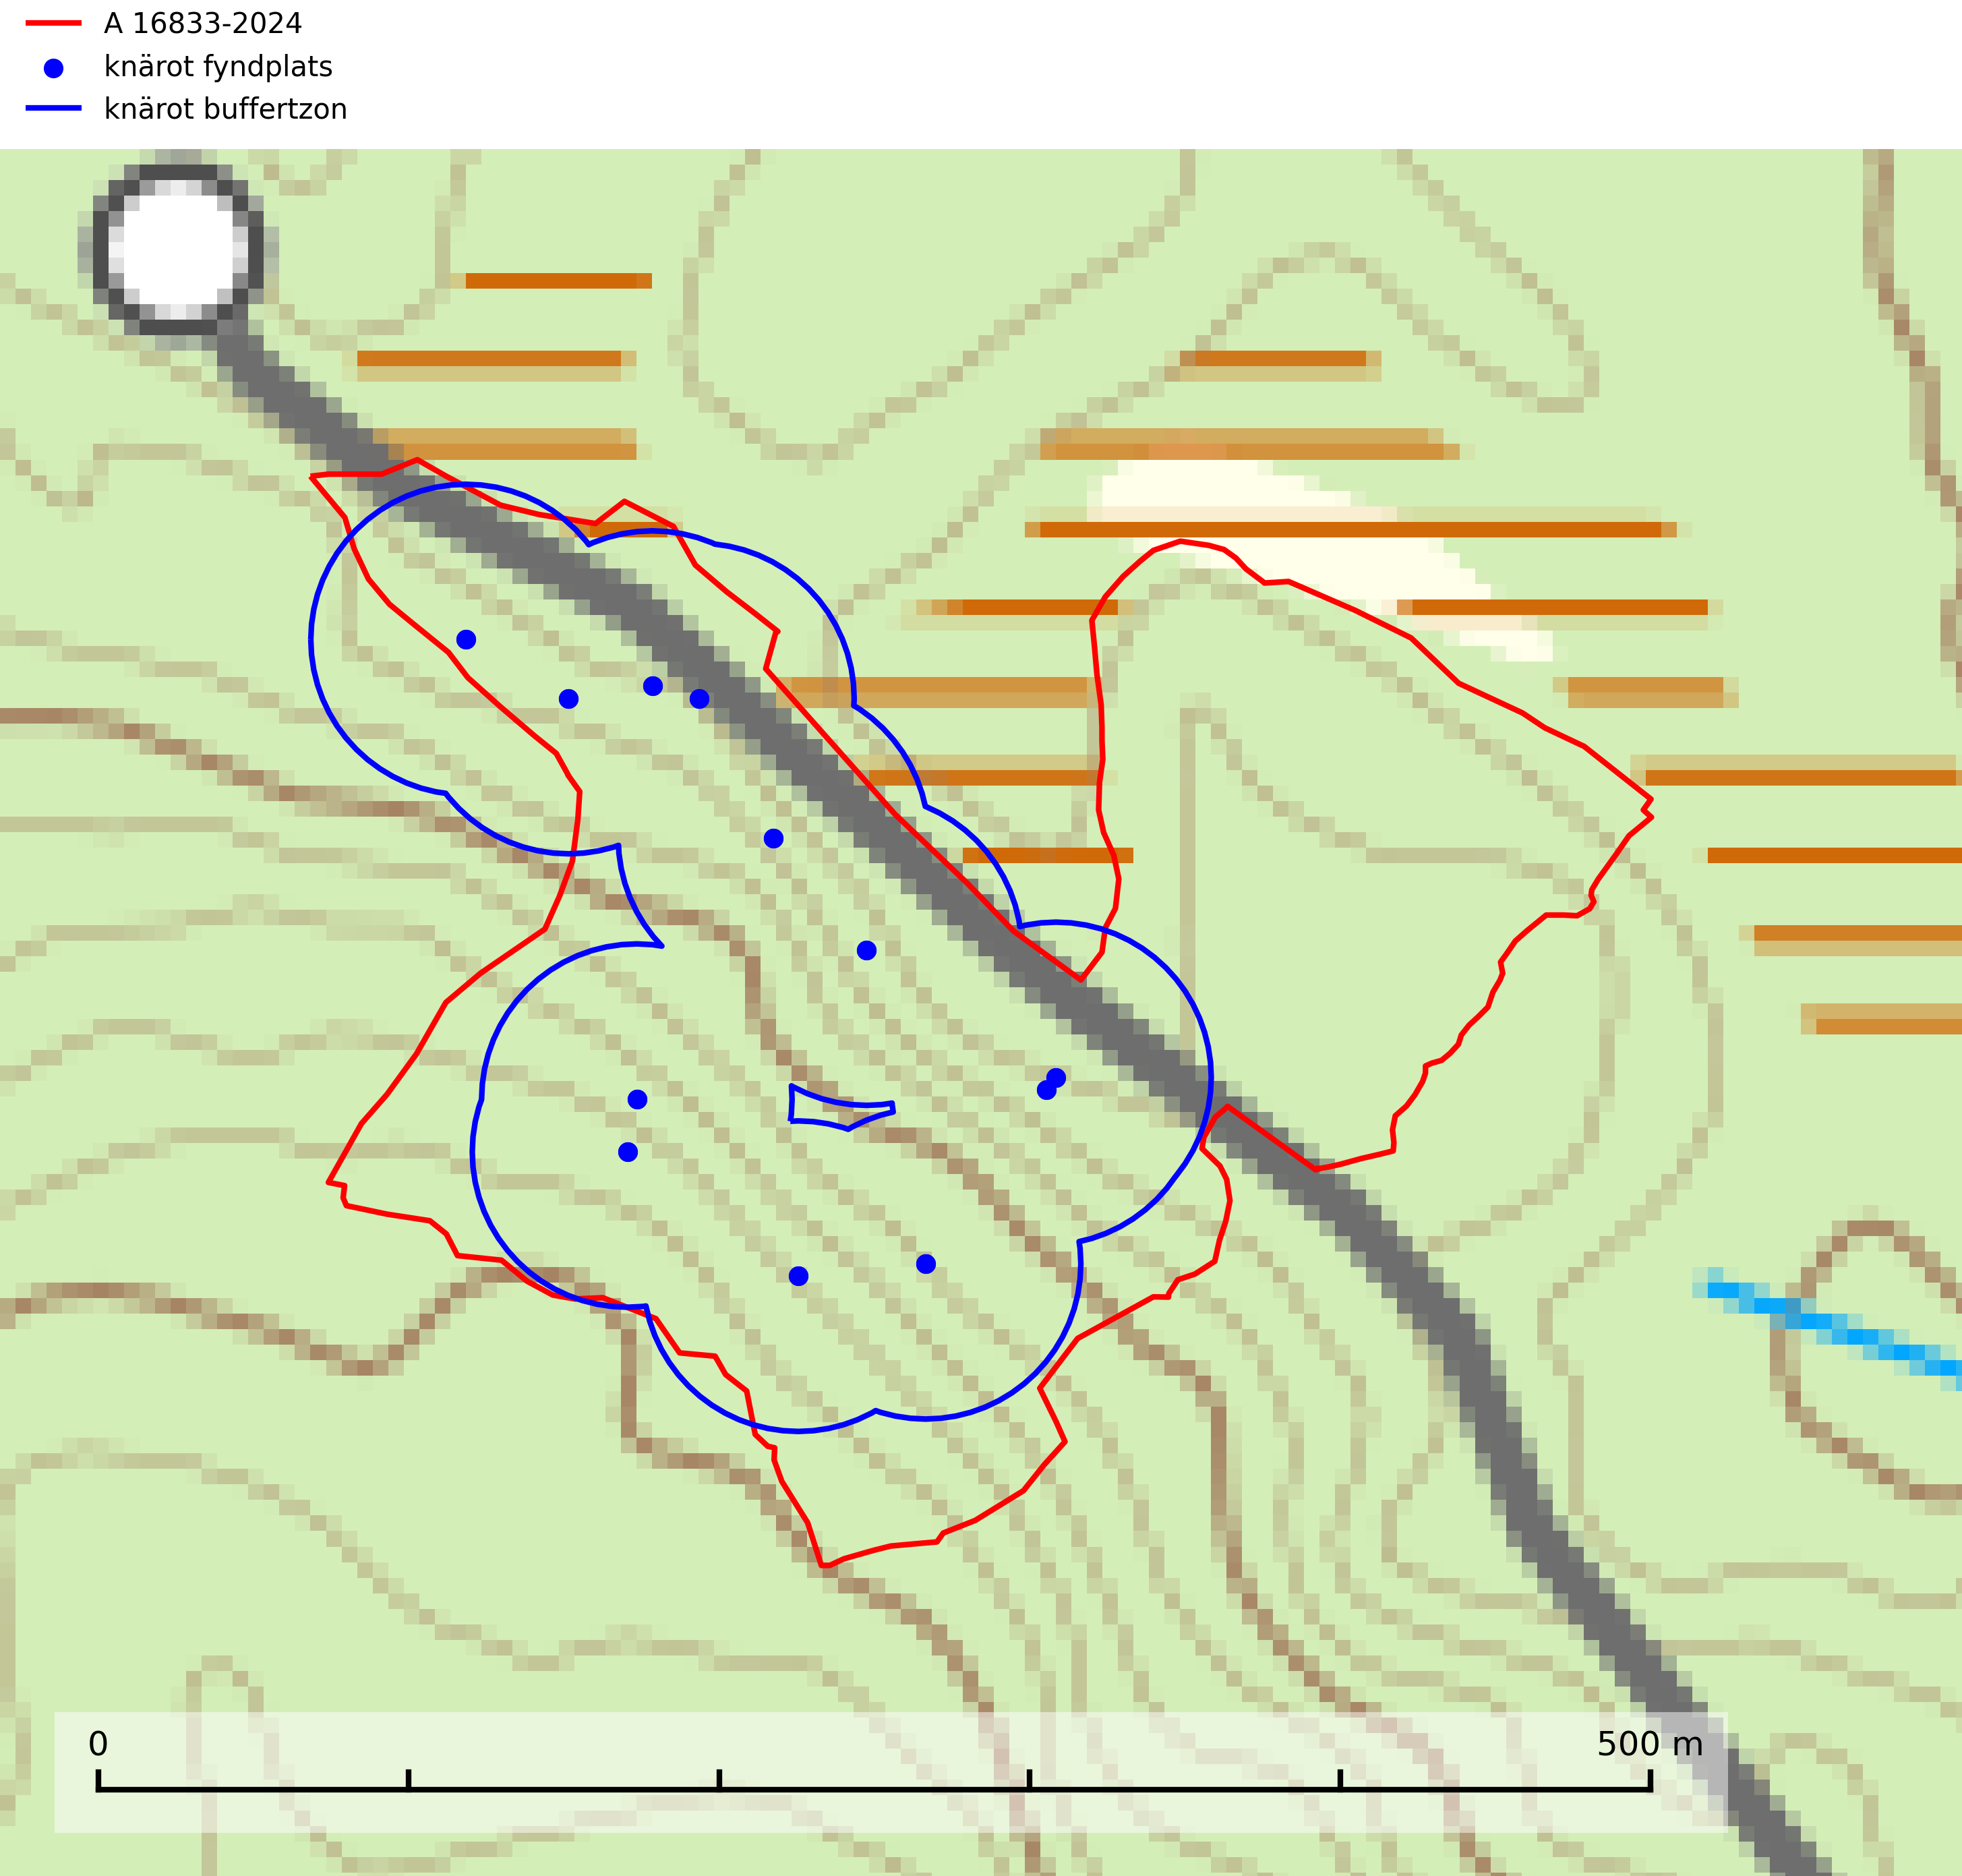 A 16833-2024
knärot fyndplats
knärot buffertzon
0
500 m